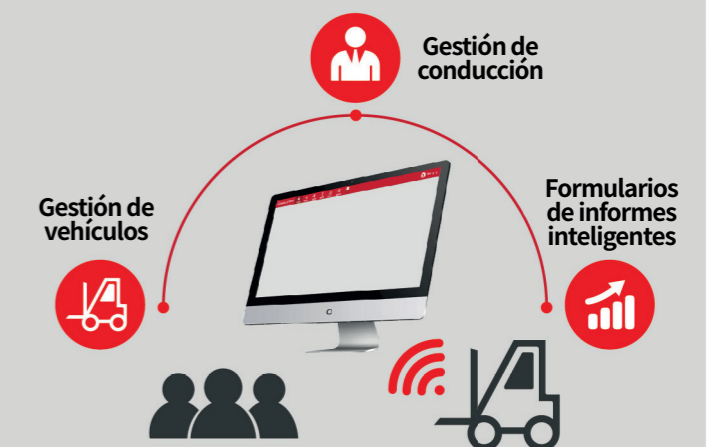 Gestión de
conducción
Gestión de
vehículos
Formularios
de informes
inteligentes